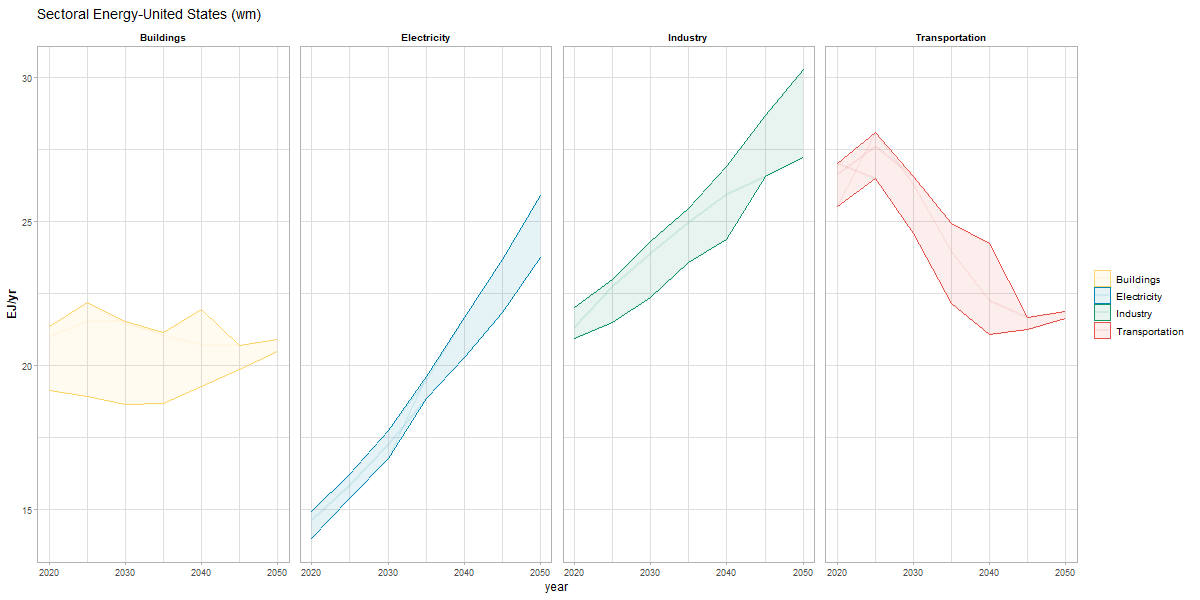 Sectoral Energy-United States (wm)
Buildings
Electricity
Industry
Transportation
EJ/yr
30
25
20
15
2020 2030 2040 2050
2020 2030 2040 2050
2020 2030 2040 2050
2020 2030 2040 2050
year
Buildings
Electricity
Industry
Transportation